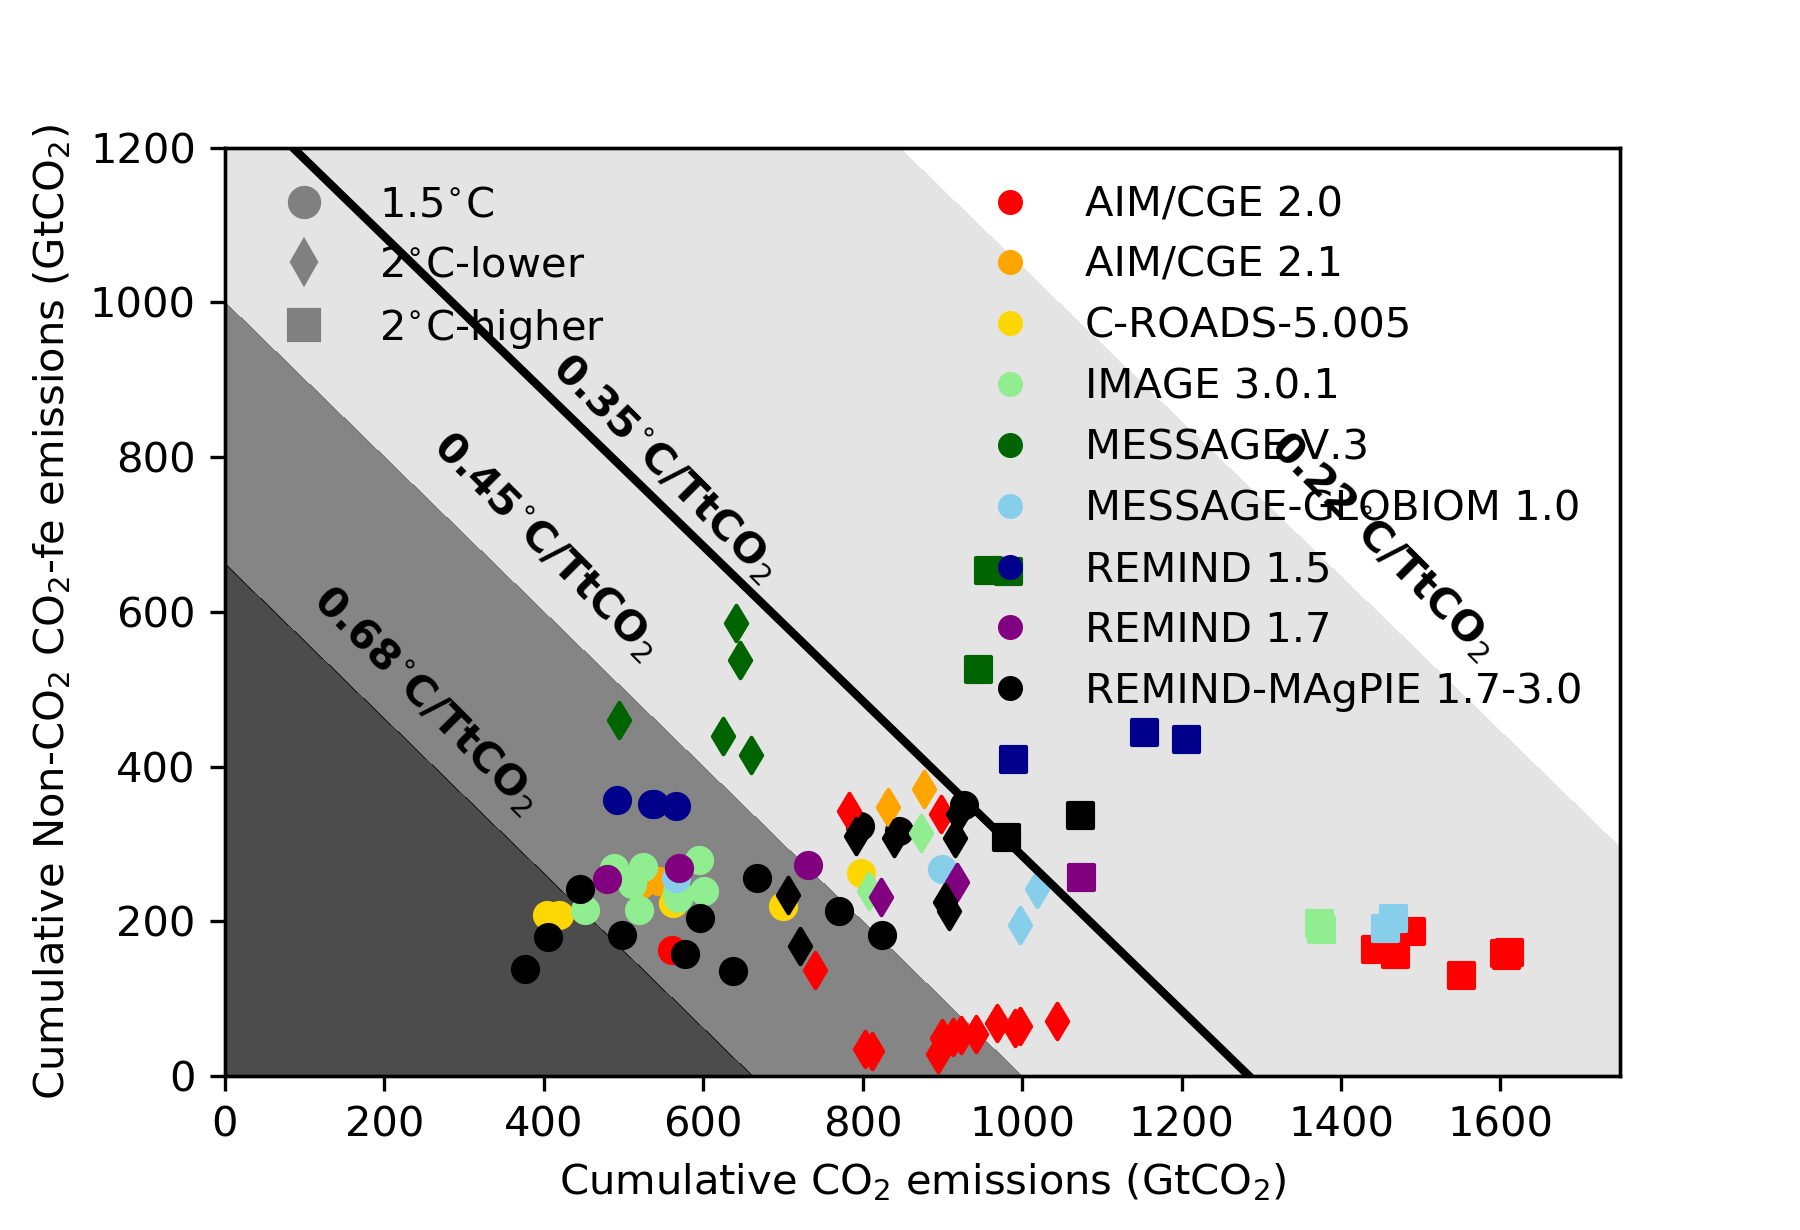 1200
1000
800
600
400
200
0
Cumulative Non-CO₂ CO₂-fe emissions (GtCO₂)
1.5°C
2°C-lower
2°C-higher
0.35°C/TtCO₂
0.45°C/TtCO₂
0.68°C/TtCO₂
0.22°C/TtCO₂
AIM/CGE 2.0
AIM/CGE 2.1
C-ROADS-5.005
IMAGE 3.0.1
MESSAGE V.3
MESSAGE-GLOBIOM 1.0
REMIND 1.5
REMIND 1.7
REMIND-MAgPIE 1.7-3.0
0 200 400 600 800 1000 1200 1400 1600
Cumulative CO₂ emissions (GtCO₂)